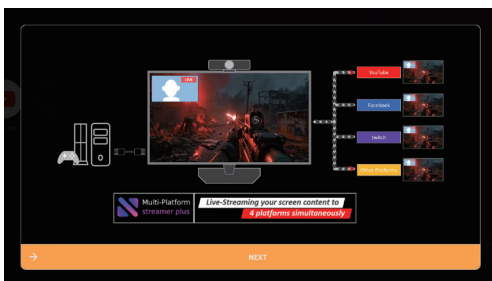 LIVE
YouTube
Facebook
twitch
Other Platforms
Multi-Platform
streamer plus
Live-Streaming your screen content to
4 platforms simultaneously
NEXT